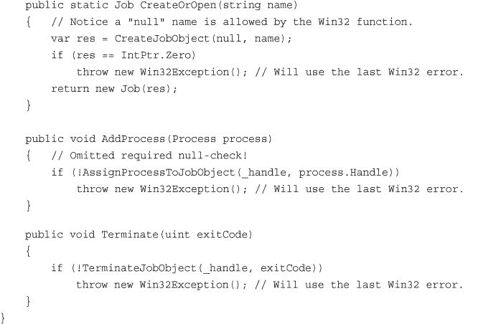 public static Job CreateOrOpen(string name)
{   // Notice a "null" name is allowed by the Win32 function.
    var res = CreateJobObject(null, name);
    if (res == IntPtr.Zero)
        throw new Win32Exception(); // Will use the last Win32 error.
    return new Job(res);
}
public void AddProcess(Process process)
{   // Omitted required null-check!
    if (!AssignProcessToJobObject(_handle, process.Handle))
        throw new Win32Exception(); // Will use the last Win32 error.
}
public void Terminate(uint exitCode)
{
    if (!TerminateJobObject(_handle, exitCode))
        throw new Win32Exception(); // Will use the last Win32 error.
}
}